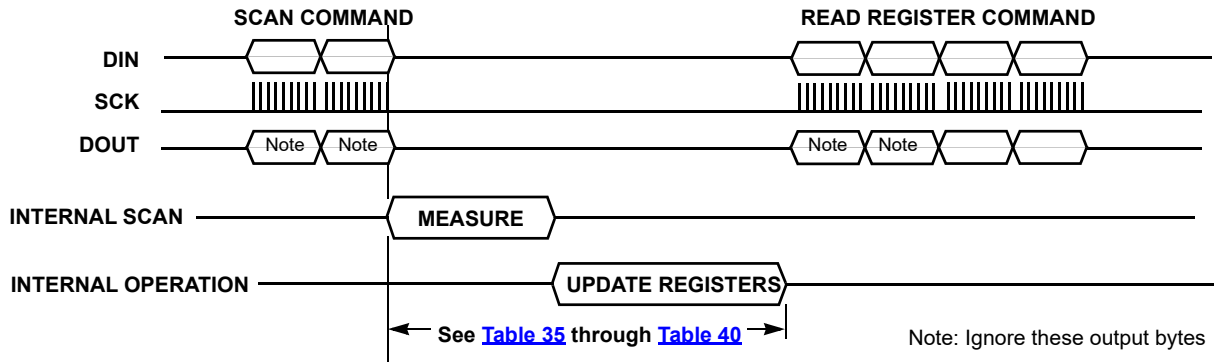 SCAN COMMAND READ REGISTER COMMAND
DIN
SCK
DOUT Note Note Note Note
INTERNAL SCAN MEASURE
INTERNAL OPERATION UPDATE REGISTERS
See Table 35 through Table 40 Note: Ignore these output bytes